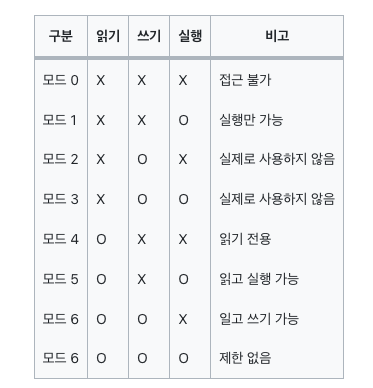 구분 읽기 쓰기 실행 비고
모드 0 X X X 접근 불가
모드 1 X X O 실행만 가능
모드 2 X O X 실제로 사용하지 않음
모드 3 X O O 실제로 사용하지 않음
모드 4 O X X 읽기 전용
모드 5 O X O 읽고 실행 가능
모드 6 O O X 일고 쓰기 가능
모드 6 O O O 제한 없음